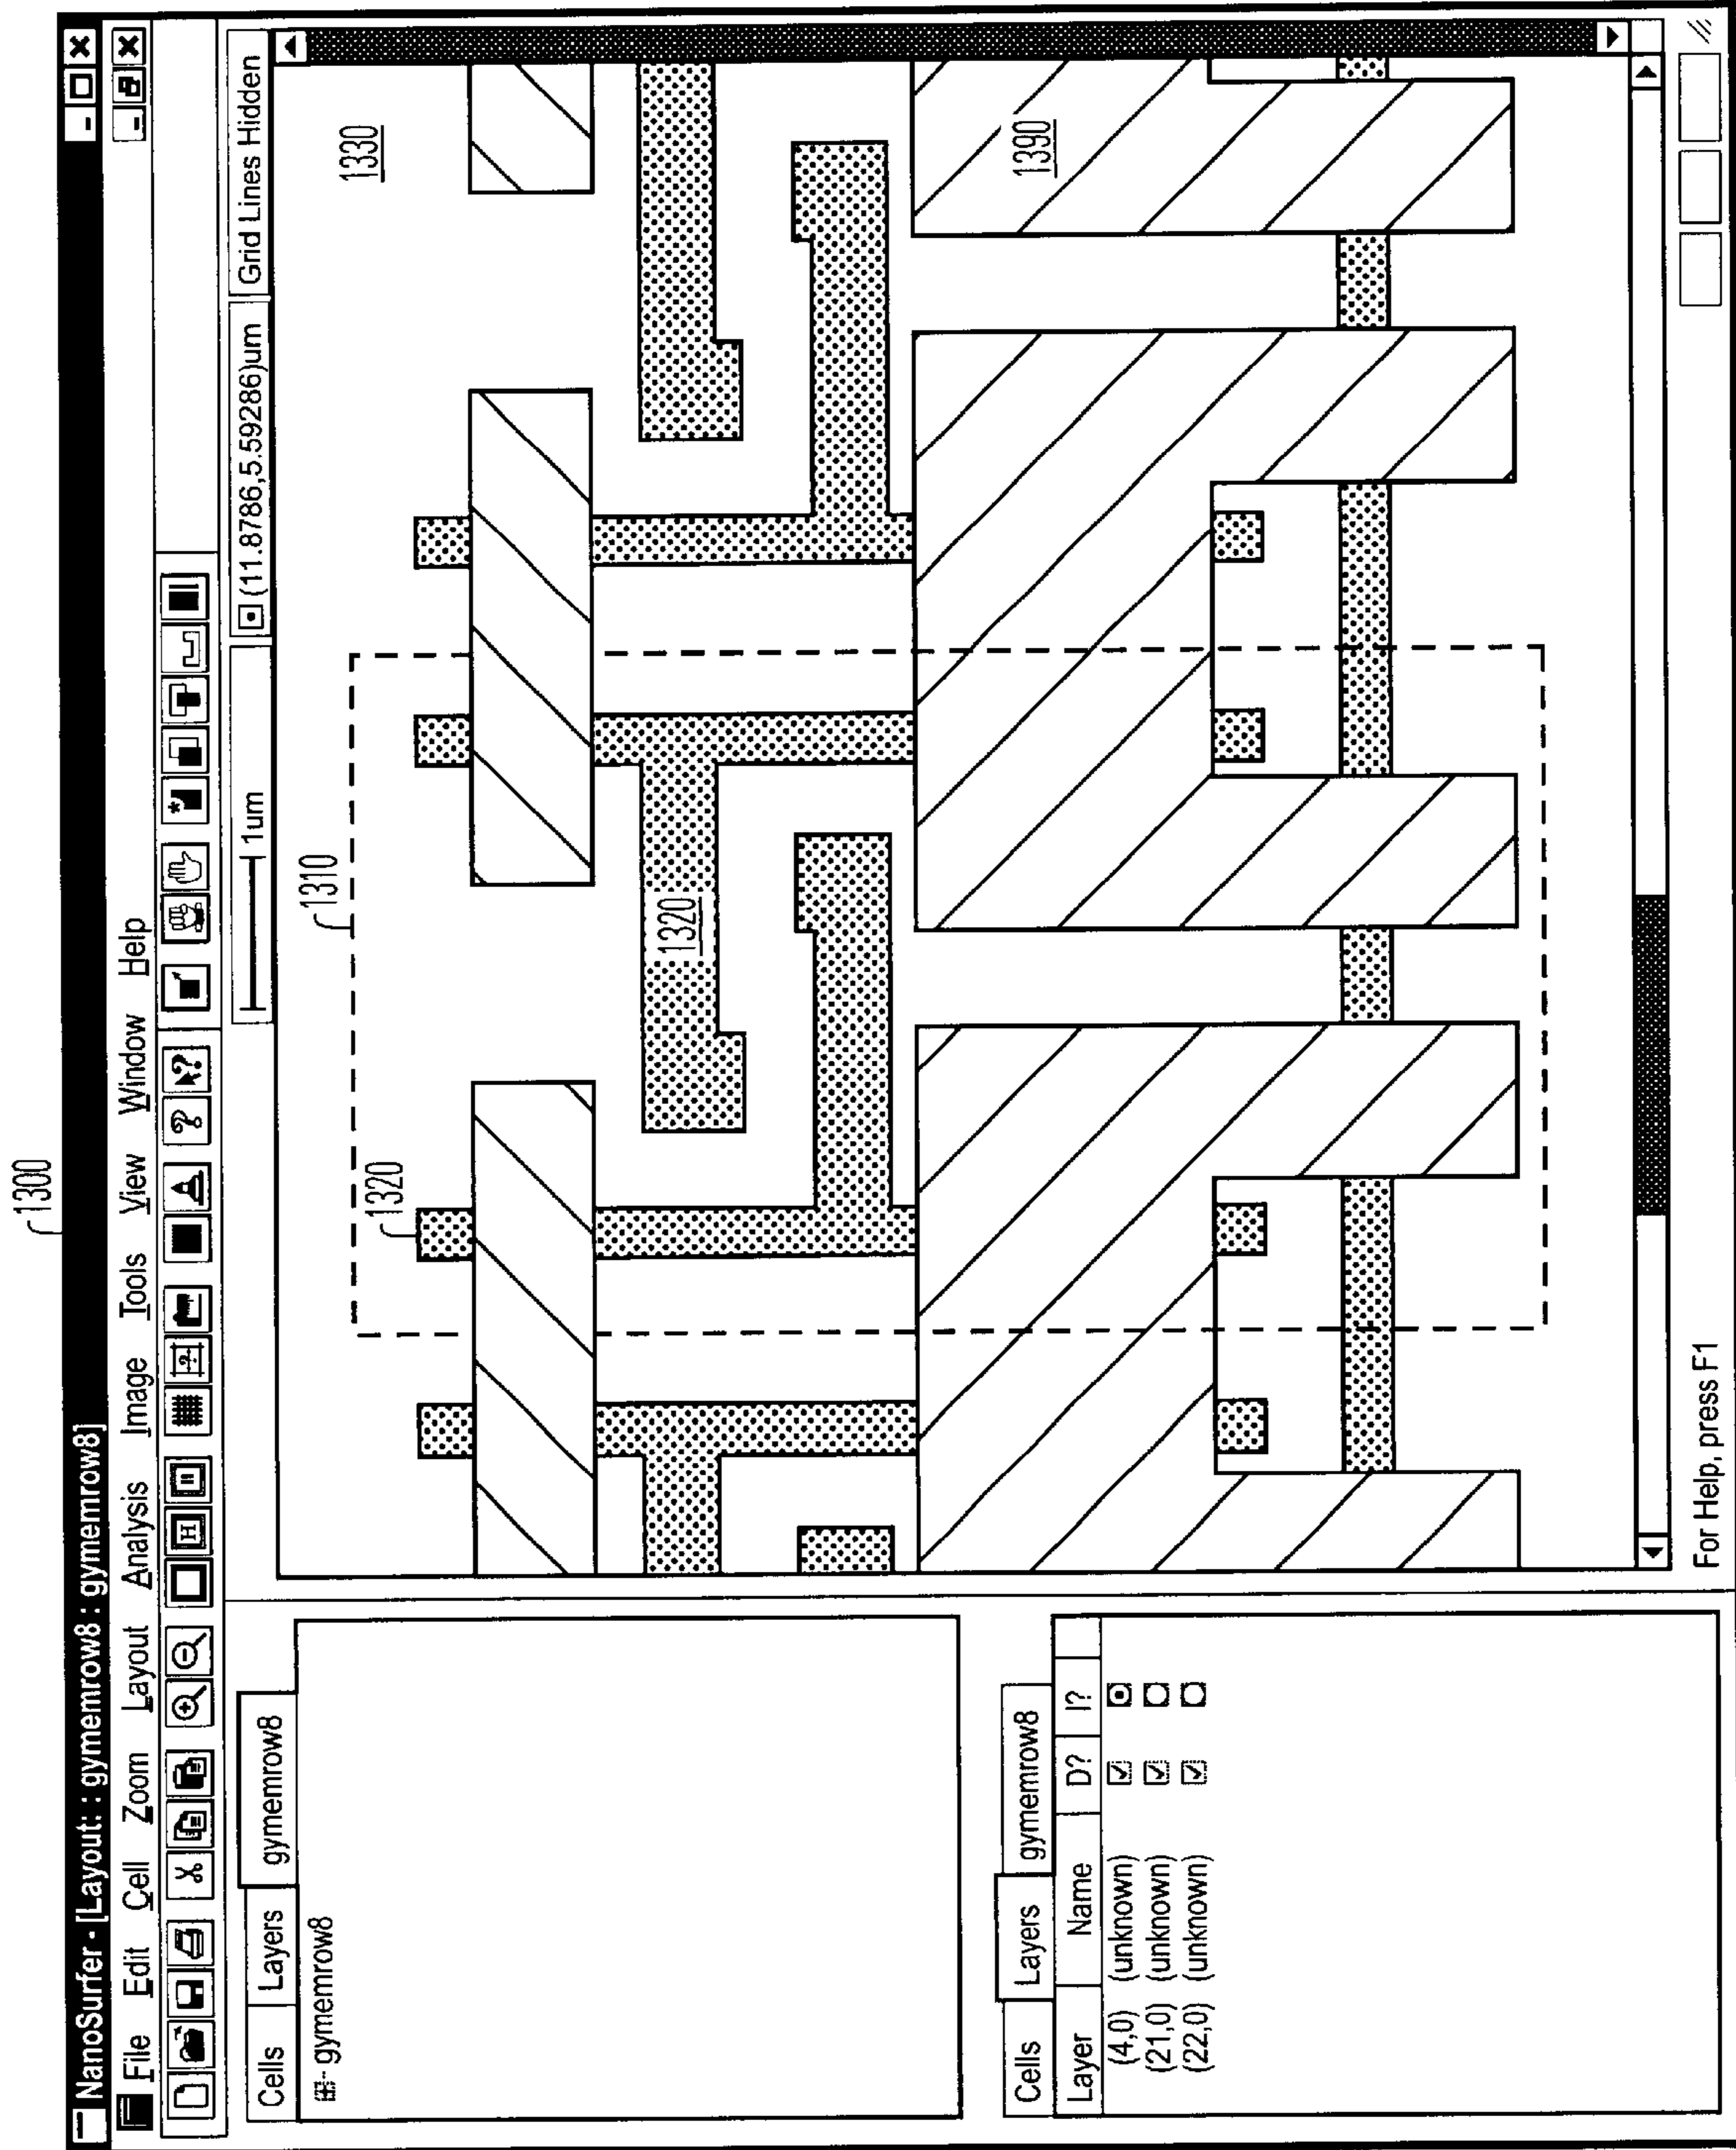 1300
NanoSurfer - [Layout: : gymemrow8 : gymemrow8]
File Edit Cell Zoom Layout Analysis Image Tools View Window Help
1um
(11.8786,5.59286)um
Grid Lines Hidden
Cells Layers gymemrow8
gymemrow8
Cells Layers gymemrow8
Layer Name D? I?
(4,0) (unknown)
(21,0) (unknown)
(22,0) (unknown)
1310
1320
1320
1330
1390
For Help, press F1